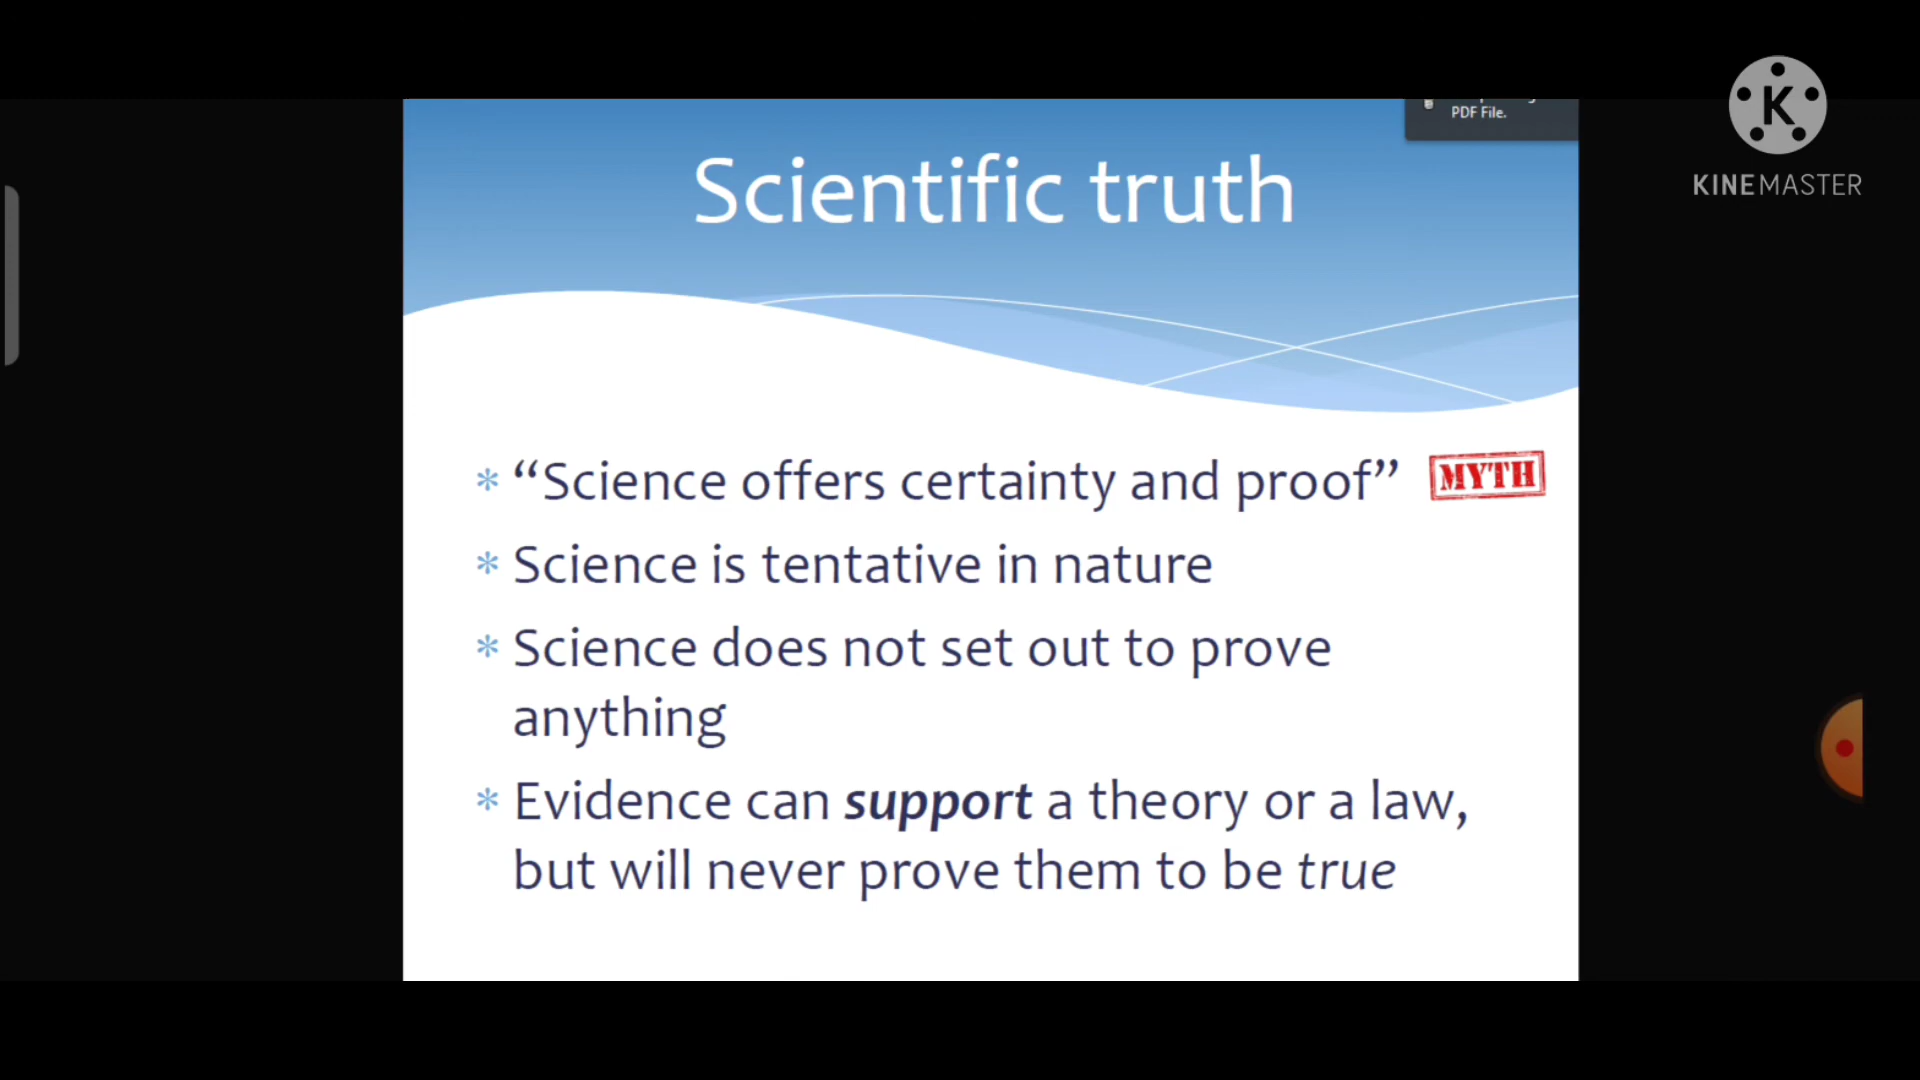 PDF File.
K
KINEMASTER
Scientific truth
* “Science offers certainty and proof” MYTH
* Science is tentative in nature
* Science does not set out to prove
anything
* Evidence can support a theory or a law,
but will never prove them to be true